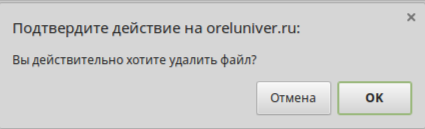 Подтвердите действие на oreluniver.ru:
Вы действительно хотите удалить файл?
Отмена
OK